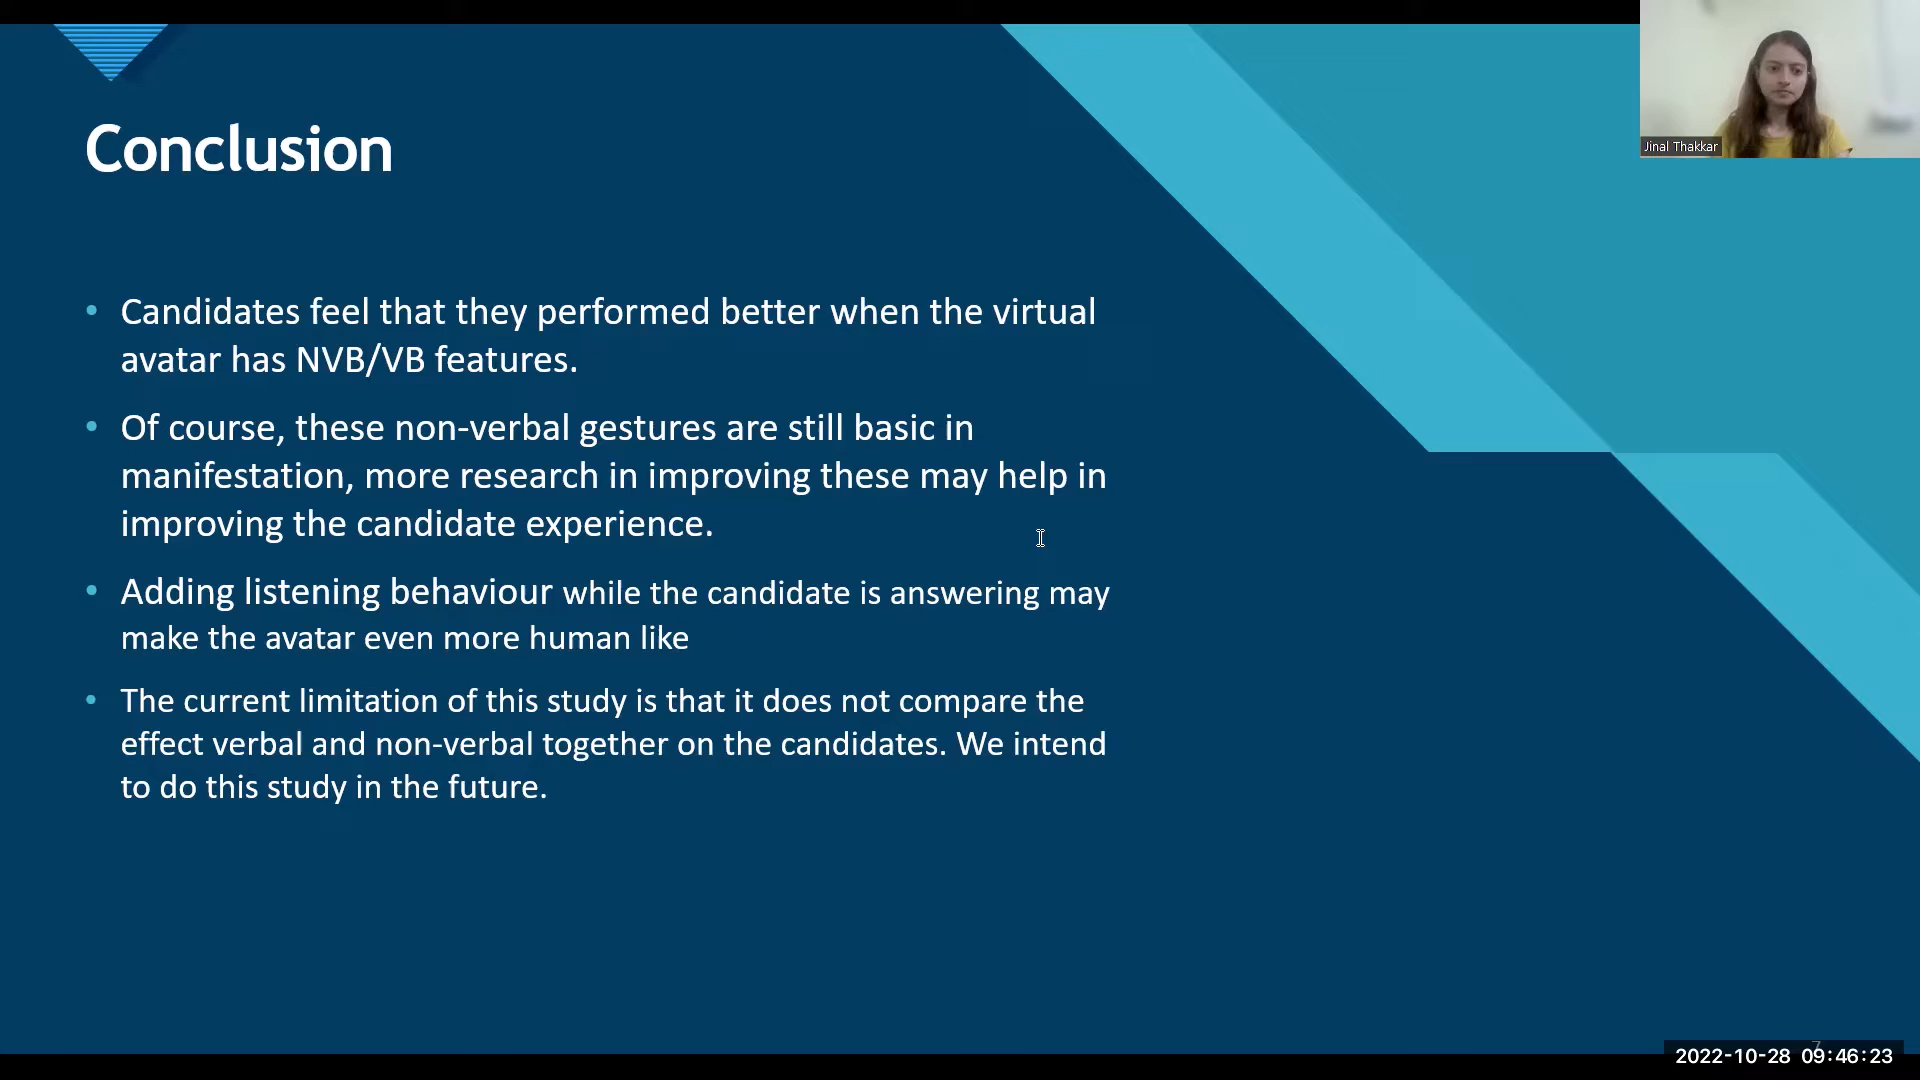 Jinal Thakkar
Conclusion
• Candidates feel that they performed better when the virtual
avatar has NVB/VB features.
• Of course, these non-verbal gestures are still basic in
manifestation, more research in improving these may help in
improving the candidate experience.
• Adding listening behaviour while the candidate is answering may
make the avatar even more human like
• The current limitation of this study is that it does not compare the
effect verbal and non-verbal together on the candidates. We intend
to do this study in the future.
2022-10-28 09:46:23